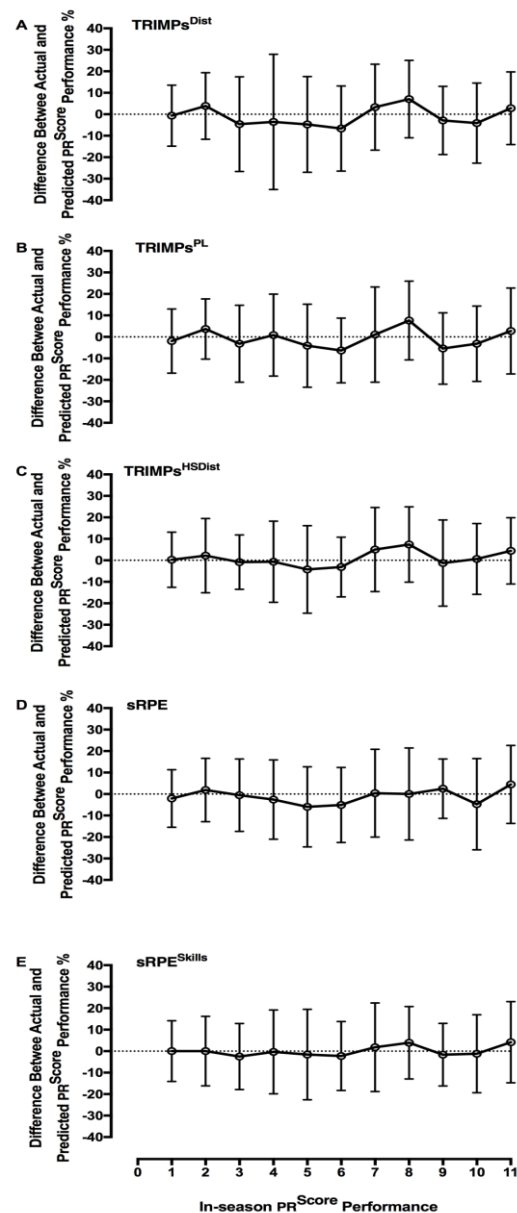 A
TRIMPs^Dist
Difference Betwee Actual and
Predicted PR^Score Performance %
40
30
20
10
0
-10
-20
-30
-40
B
TRIMPs^PL
Difference Betwee Actual and
Predicted PR^Score Performance %
40
30
20
10
0
-10
-20
-30
-40
C
TRIMPs^HSDist
Difference Betwee Actual and
Predicted PR^Score Performance %
40
30
20
10
0
-10
-20
-30
-40
D
sRPE
Difference Betwee Actual and
Predicted PR^Score Performance %
40
30
20
10
0
-10
-20
-30
-40
E
sRPE^Skills
Difference Betwee Actual and
Predicted PR^Score Performance %
40
30
20
10
0
-10
-20
-30
-40
0 1 2 3 4 5 6 7 8 9 10 11
In-season PR^Score Performance